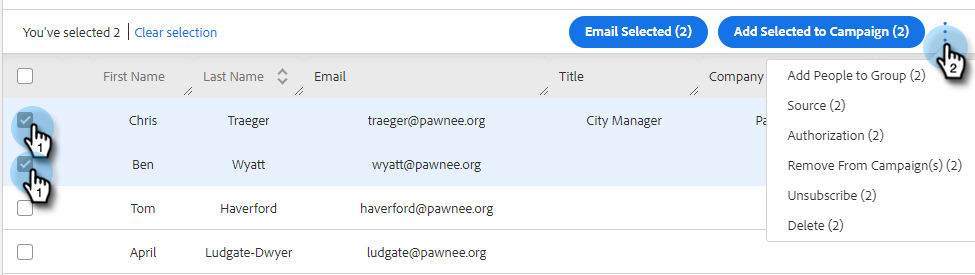 You've selected 2 Clear selection Email Selected (2) Add Selected to Campaign (2)
2
First Name Last Name Email Title Company
Add People to Group (2)
Source (2)
Chris Traeger traeger@pawnee.org City Manager Pa
1
Authorization (2)
Ben Wyatt wyatt@pawnee.org
Remove From Campaign(s) (2)
1
Unsubscribe (2)
Tom Haverford haverford@pawnee.org
Delete (2)
April Ludgate-Dwyer ludgate@pawnee.org